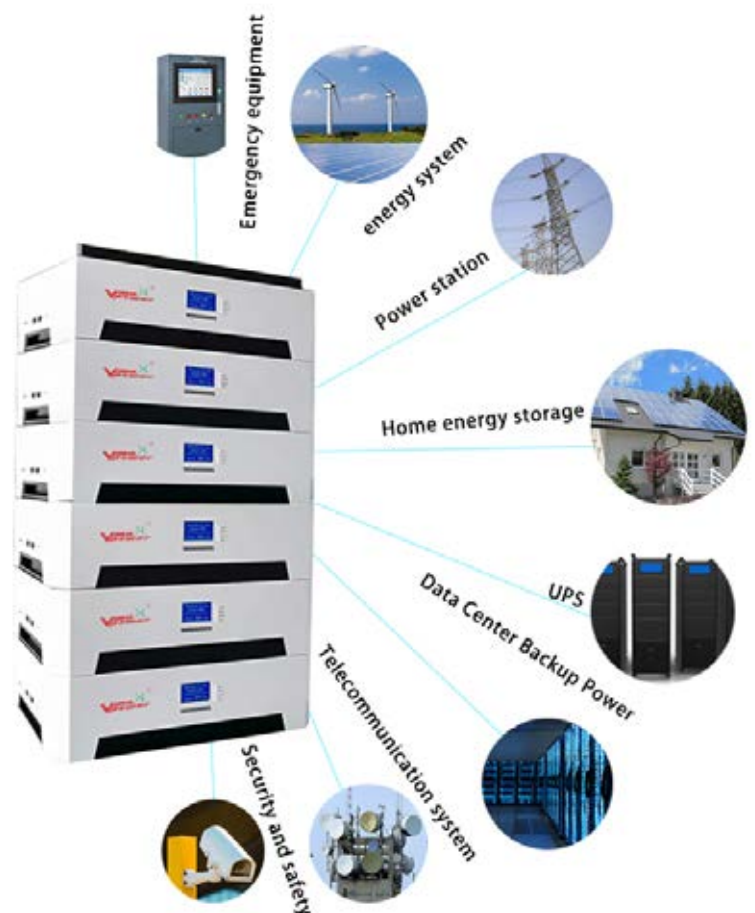 Emergency equipment
energy system
Power station
Home energy storage
UPS
Data Center Backup Power
Telecommunication system
Security and safety